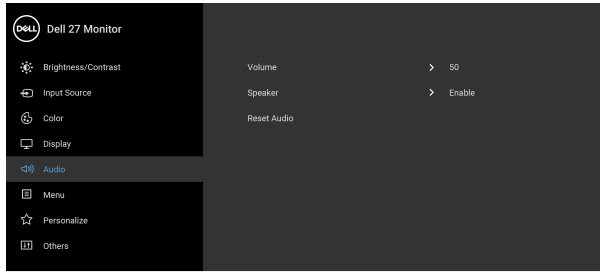 DELL Dell 27 Monitor
Brightness/Contrast
Input Source
Color
Display
Audio
Menu
Personalize
Others
Volume 50
Speaker Enable
Reset Audio